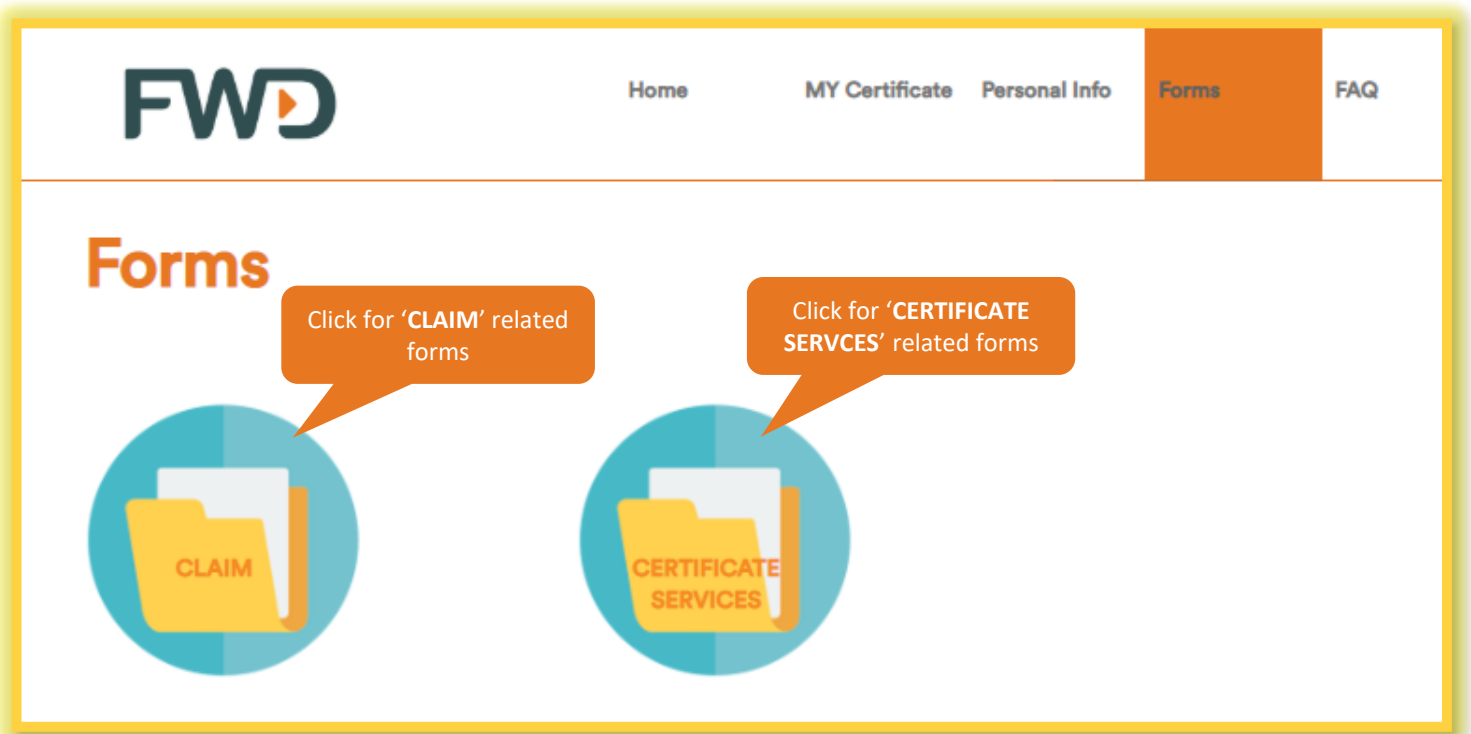 FWD
Home MY Certificate Personal Info Forms FAQ
Forms
Click for ‘CLAIM’ related
forms
Click for ‘CERTIFICATE
SERVCES’ related forms
CLAIM
CERTIFICATE
SERVICES